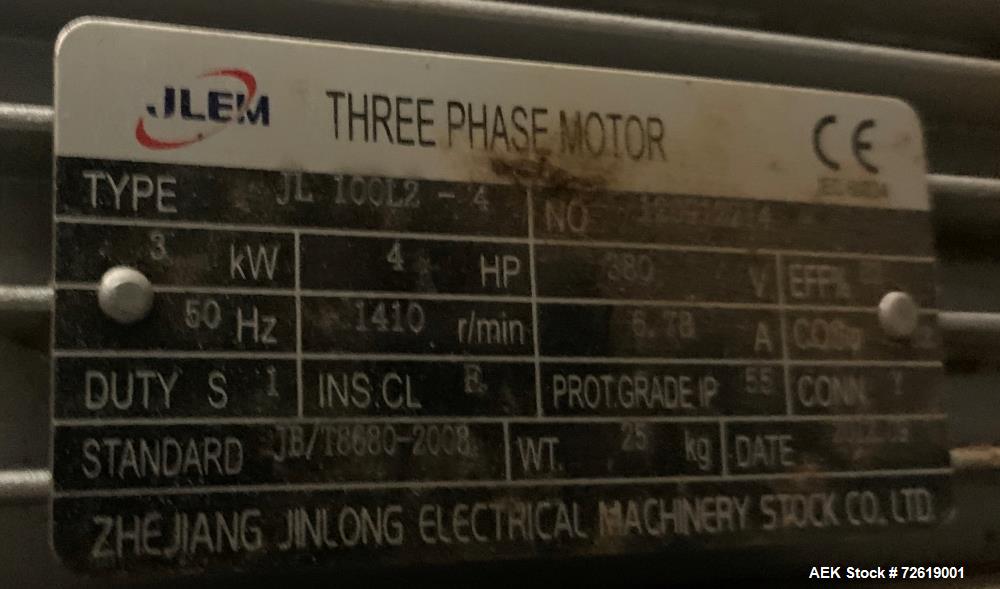 JLEM THREE PHASE MOTOR CE
TYPE JL 100L2 - 4 NO
3 kW 4 HP 380 V EFF%
50 Hz 1410 r/min 6.78 A COSφ
DUTY S 1 INS.CL PROT.GRADE IP 55 CONN Y
STANDARD JB/T8680-2008 WT. 25 kg DATE
ZHEJIANG JINLONG ELECTRICAL MACHINERY STOCK CO., LTD.
AEK Stock # 72619001